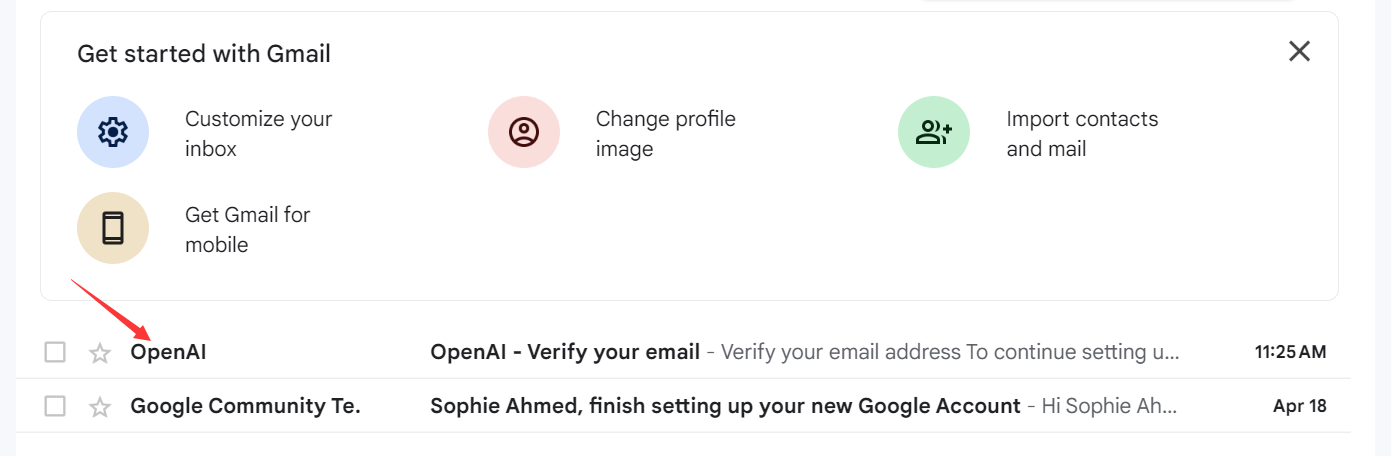 Get started with Gmail
Customize your
inbox
Change profile
image
Import contacts
and mail
Get Gmail for
mobile
OpenAI OpenAI - Verify your email - Verify your email address To continue setting u... 11:25 AM
Google Community Te. Sophie Ahmed, finish setting up your new Google Account - Hi Sophie Ah... Apr 18